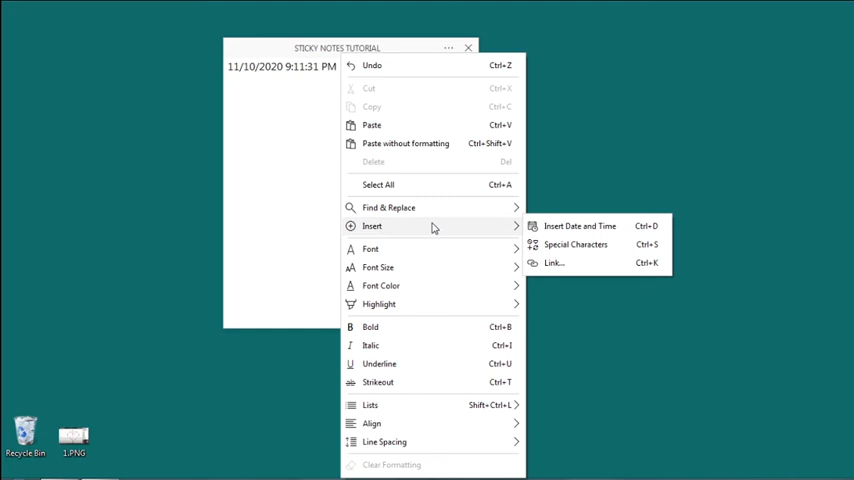 STICKY NOTES TUTORIAL
11/10/2020 9:11:31 PM
Undo Ctrl+Z
Cut Ctrl+X
Copy Ctrl+C
Paste Ctrl+V
Paste without formatting Ctrl+Shift+V
Delete Del
Select All Ctrl+A
Find & Replace
Insert
Insert Date and Time Ctrl+D
Special Characters Ctrl+S
Link... Ctrl+K
Font
Font Size
Font Color
Highlight
B Bold Ctrl+B
I Italic Ctrl+I
U Underline Ctrl+U
Strikeout Ctrl+T
Lists Shift+Ctrl+L
Align
Line Spacing
Clear Formatting
Recycle Bin
1.PNG